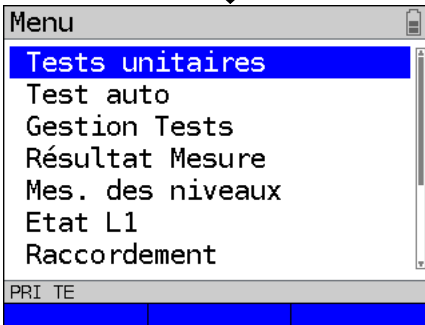 Menu
Tests unitaires
Test auto
Gestion Tests
Résultat Mesure
Mes. des niveaux
Etat L1
Raccordement
PRI TE